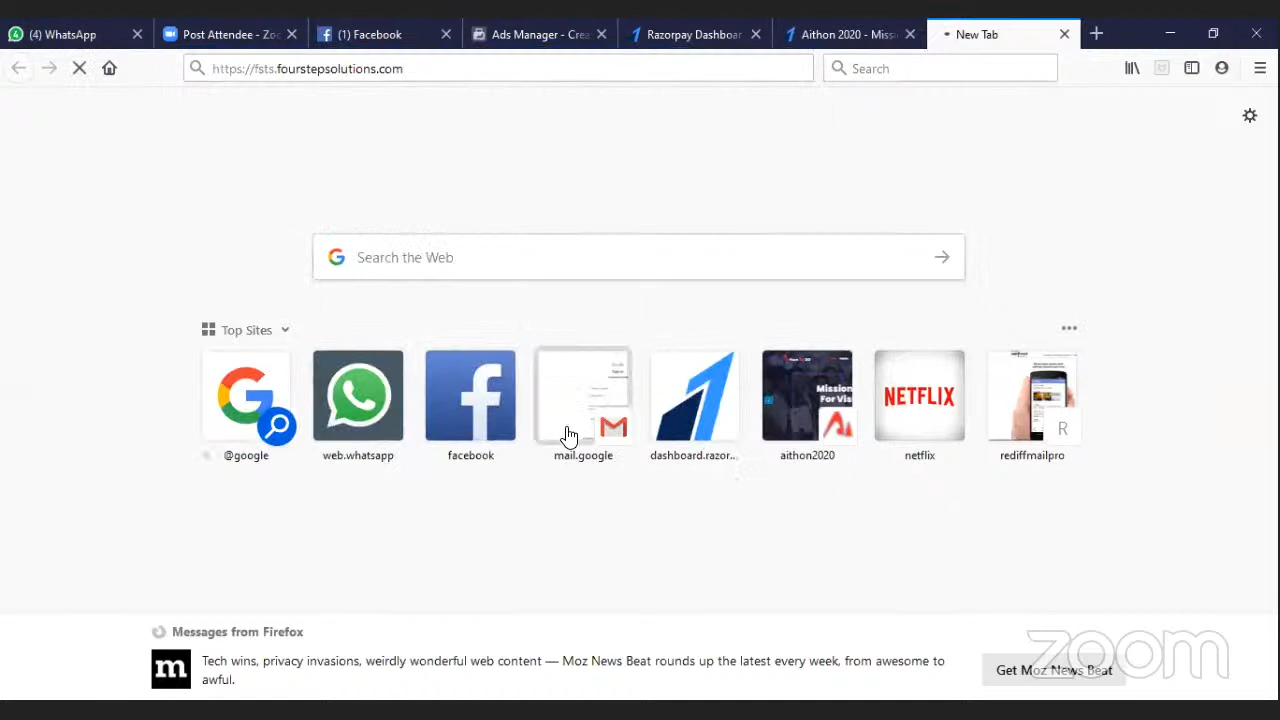 (4) WhatsApp
Post Attendee - Zo
(1) Facebook
Ads Manager - Crea
Razorpay Dashboar
Aithon 2020 - Missi
New Tab
https://fsts.fourstepsolutions.com
Search
Search the Web
Top Sites
Mission
For Vis
R
NETFLIX
@google
web.whatsapp
facebook
mail.google
dashboard.razor...
aithon2020
netflix
rediffmailpro
Messages from Firefox
m
Tech wins, privacy invasions, weirdly wonderful web content — Moz News Beat rounds up the latest every week, from awesome to
awful.
Get Moz News Beat
zoom